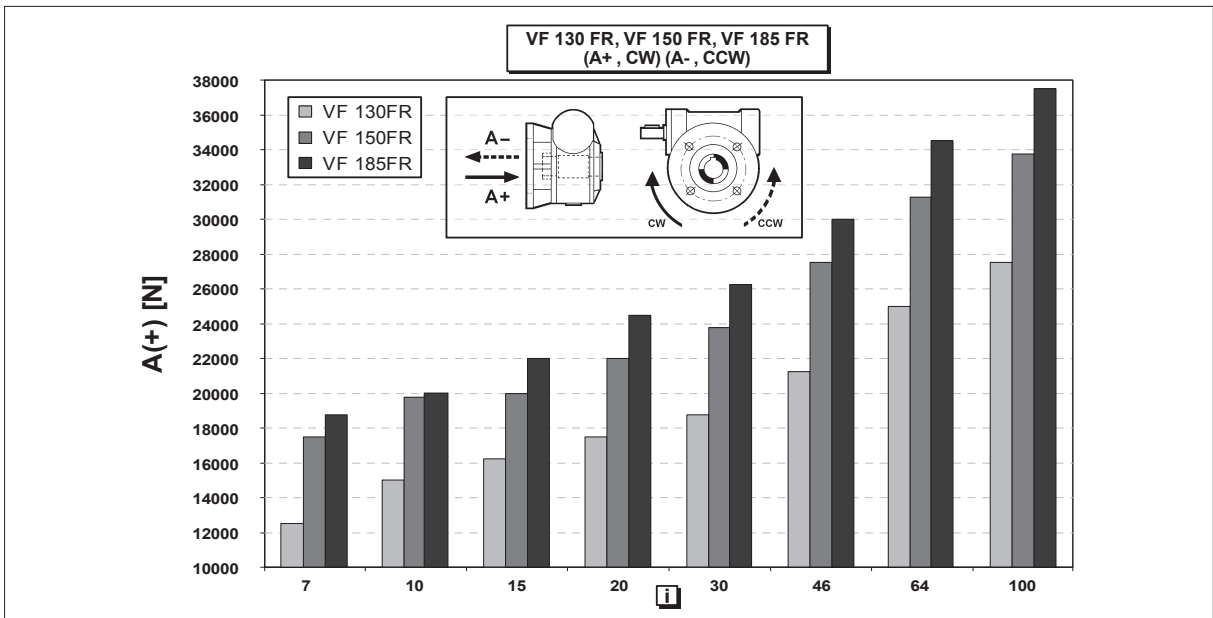 VF 130 FR, VF 150 FR, VF 185 FR
(A+ , CW) (A- , CCW)
38000
36000
34000
32000
30000
28000
26000
24000
22000
20000
18000
16000
14000
12000
10000
A(+) [N]
VF 130FR
VF 150FR
VF 185FR
A–
A+
CW
CCW
7
10
15
20
30
46
64
100
i